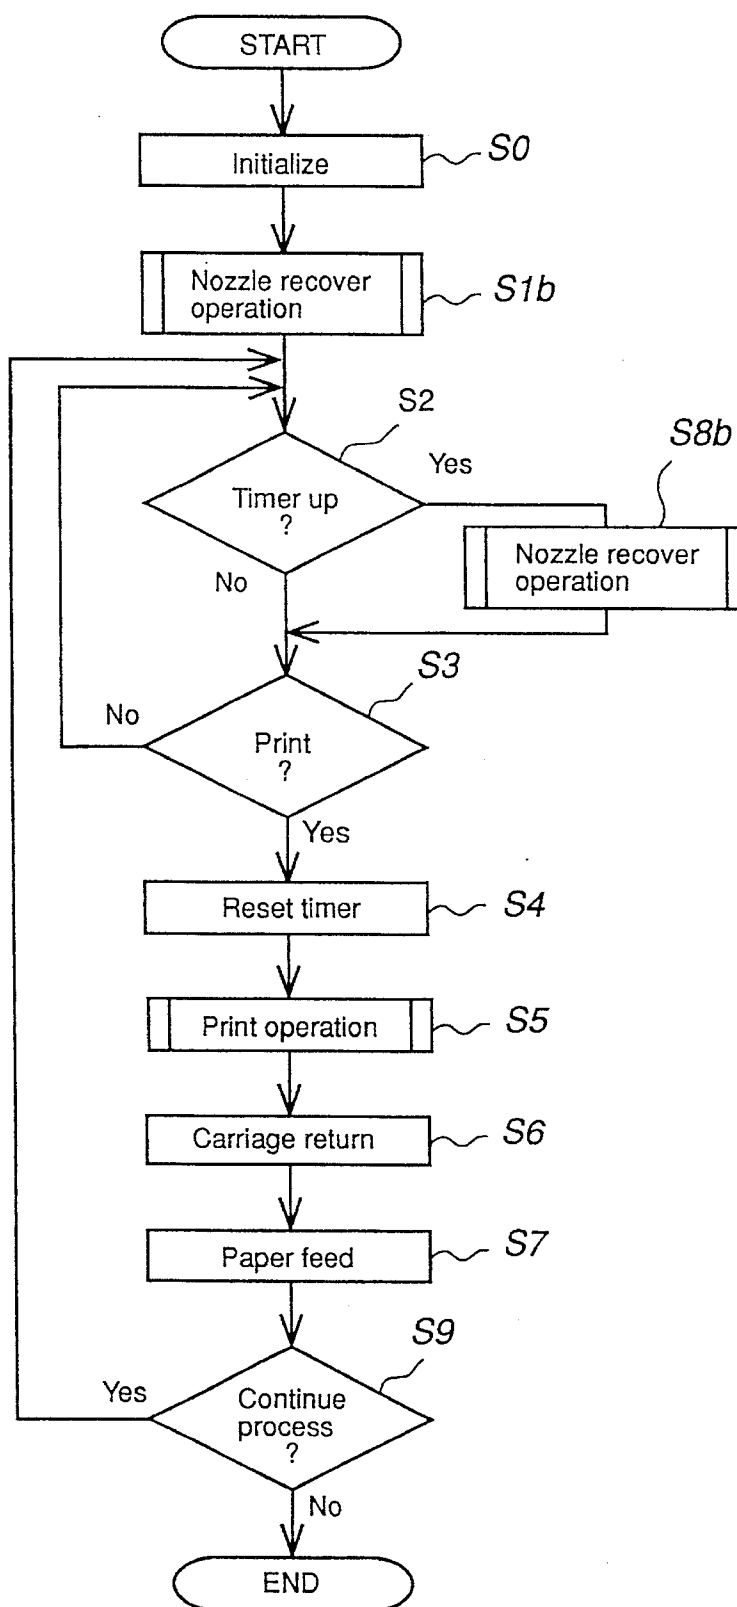 START
Initialize
S0
Nozzle recover
operation
S1b
S2
Timer up
?
Yes
S8b
Nozzle recover
operation
No
S3
Print
?
No
Yes
Reset timer
S4
Print operation
S5
Carriage return
S6
Paper feed
S7
S9
Continue
process
?
Yes
No
END